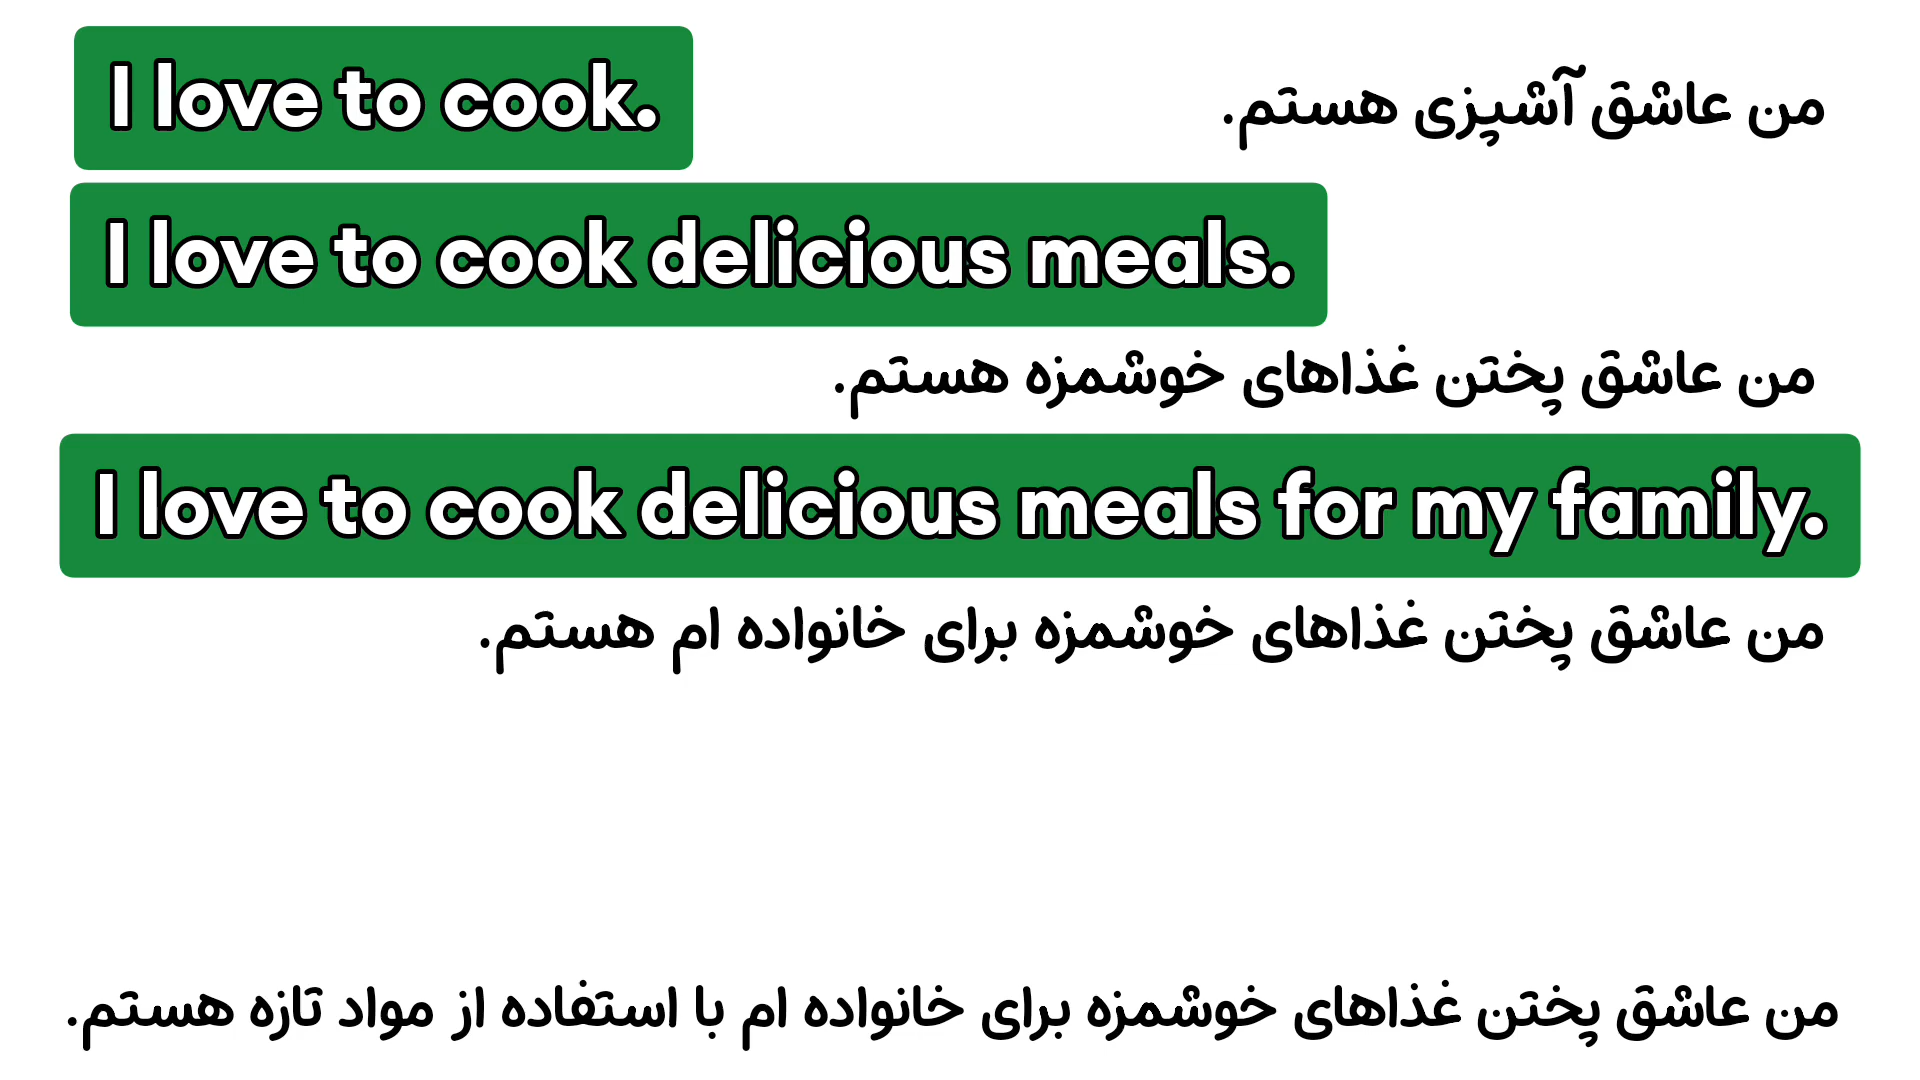 I love to cook.
من عاشق آشپزی هستم.
I love to cook delicious meals.
من عاشق پختن غذاهای خوشمزه هستم.
I love to cook delicious meals for my family.
من عاشق پختن غذاهای خوشمزه برای خانواده ام هستم.
من عاشق پختن غذاهای خوشمزه برای خانواده ام با استفاده از مواد تازه هستم.